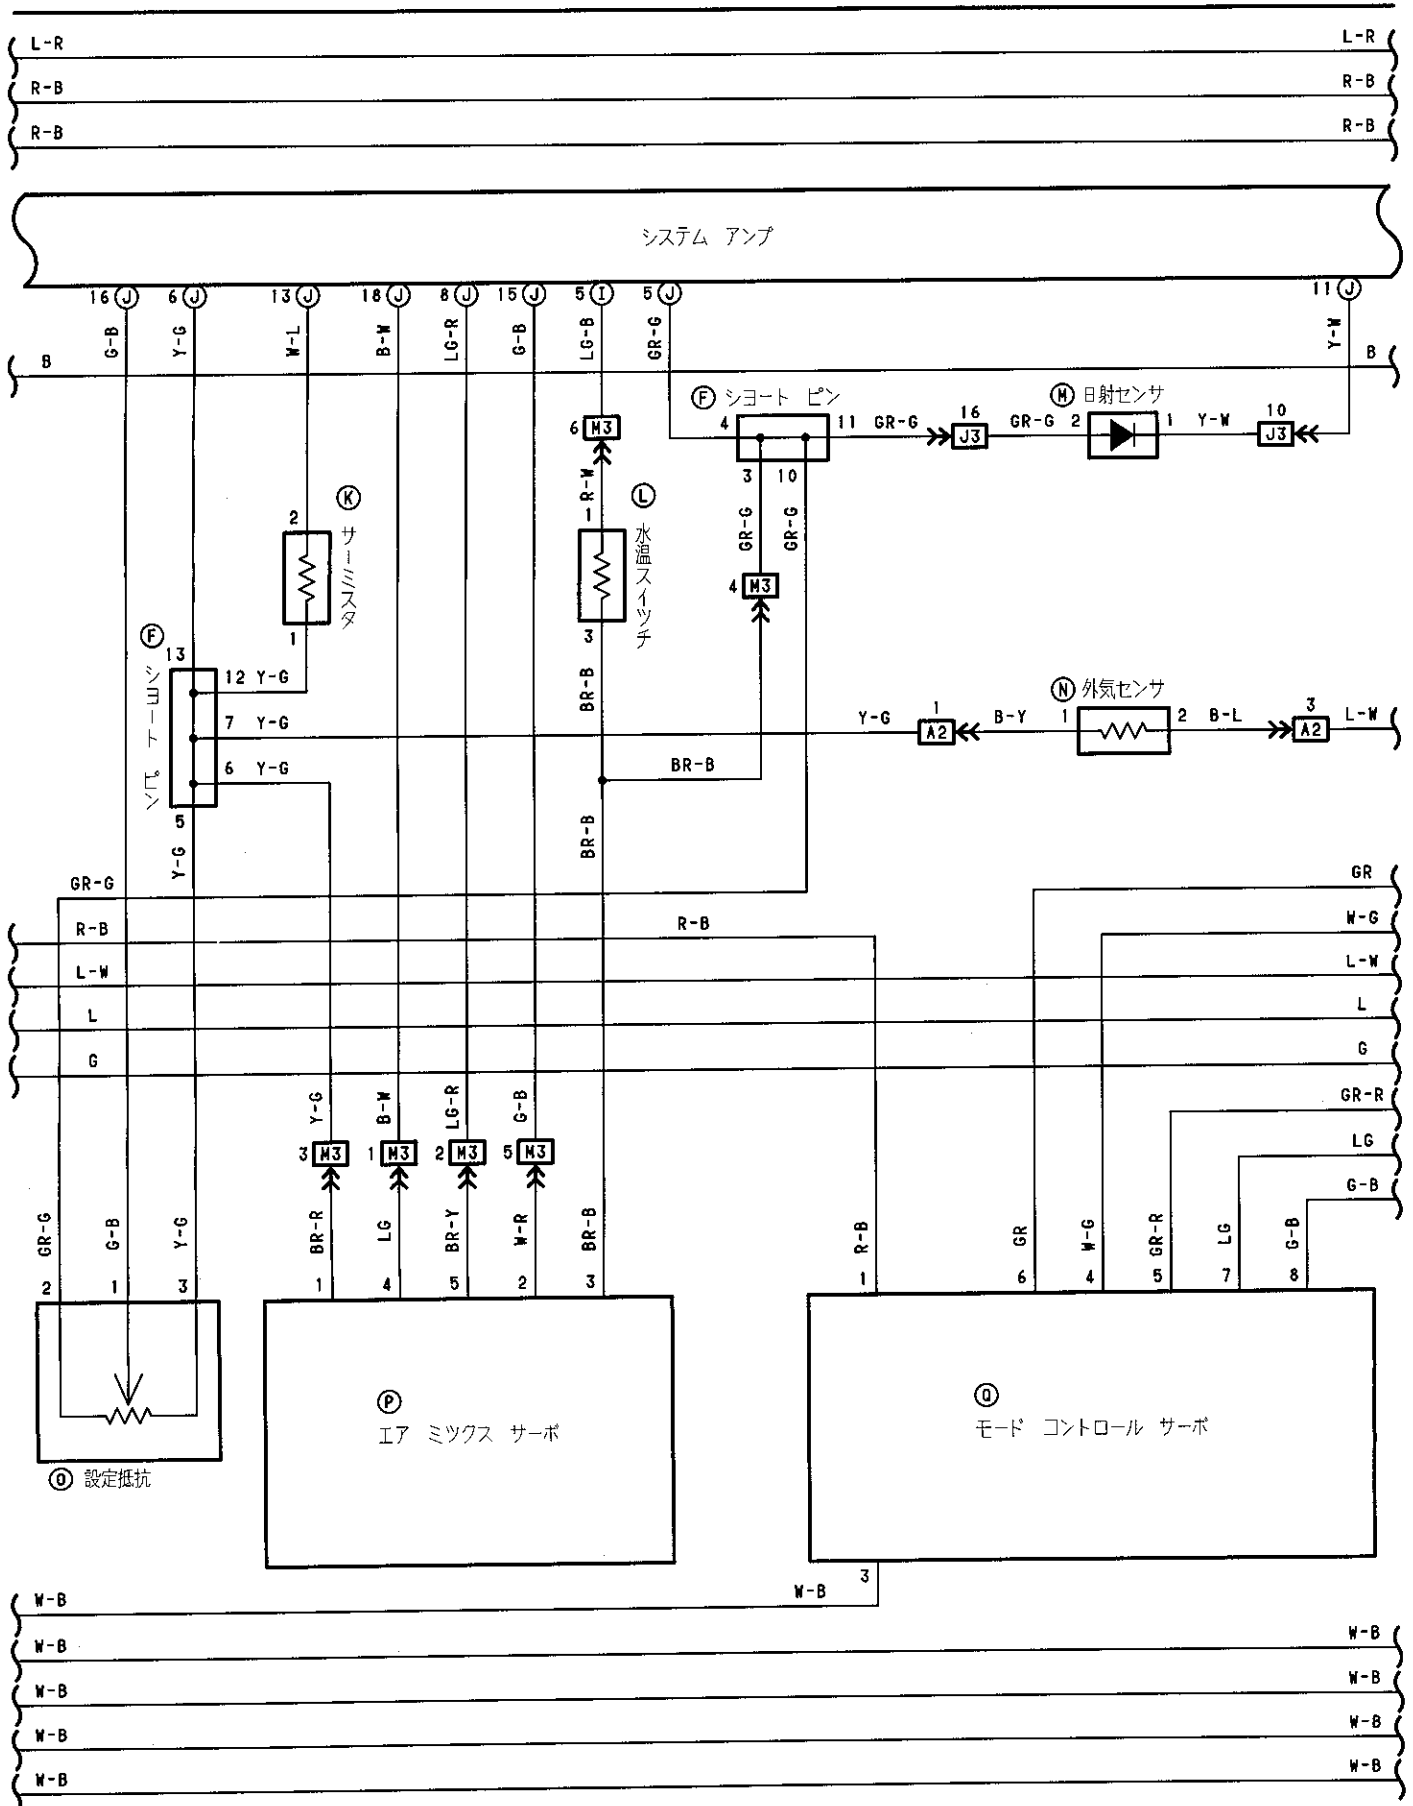 L-R L-R
R-B R-B
R-B R-B
システム アンプ
16 J 6 J 13 J 18 J 8 J 15 J 5 I 5 J 11 J
G-B Y-G W-L B-W LG-R G-B LG-B GR-G Y-W
B B
F ショート ピン
M 日射センサ
4 11 GR-G 16 J3 GR-G 2 1 Y-W 10 J3
6 M3
3 10
R-W
GR-G GR-G
K サーミスタ
2
1
L 水温スイツチ
1
3
4 M3
F ショート ピン
13
12 Y-G
7 Y-G
6 Y-G
5
Y-G
BR-B
BR-B
BR-B
N 外気センサ
Y-G 1 A2 B-Y 1 2 B-L 3 A2 L-W
GR-G GR
R-B R-B W-G
L-W L-W
L L
G G
GR-R
LG
G-B
Y-G B-W LG-R G-B
3 M3 1 M3 2 M3 5 M3
GR-G G-B Y-G BR-R LG BR-Y W-R BR-B R-B GR W-G GR-R LG G-B
2 1 3 1 4 5 2 3 1 6 4 5 7 8
P
エア ミツクス サーボ
Q
モード コントロール サーボ
O 設定抵抗
3
W-B W-B
W-B W-B
W-B W-B
W-B W-B
W-B W-B